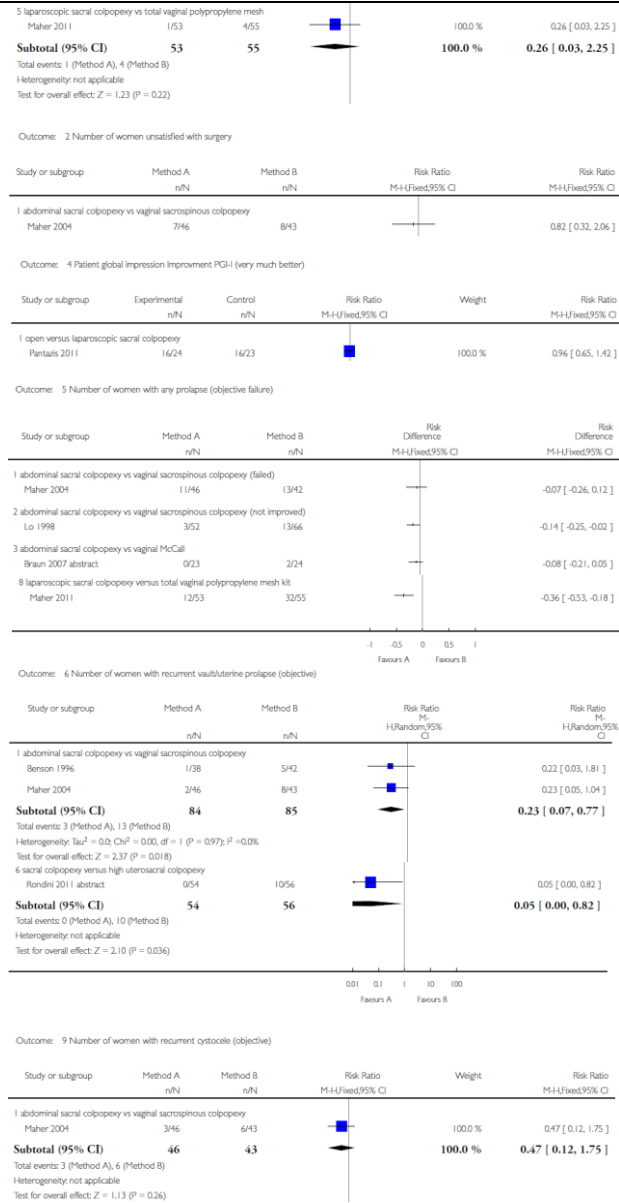 5 laparoscopic sacral colpopexy vs total vaginal polypropylene mesh
Maher 2011 1/53 4/55 100.0 % 0.26 [ 0.03, 2.25 ]
Subtotal (95% CI) 53 55 100.0 % 0.26 [ 0.03, 2.25 ]
Total events: 1 (Method A), 4 (Method B)
Heterogeneity: not applicable
Test for overall effect: Z = 1.23 (P = 0.22)
Outcome: 2 Number of women unsatisfied with surgery
Study or subgroup Method A Method B Risk Ratio Risk Ratio
n/N n/N M-H,Fixed,95% CI M-H,Fixed,95% CI
1 abdominal sacral colpopexy vs vaginal sacrospinous colpopexy
Maher 2004 7/46 8/43 0.82 [ 0.32, 2.06 ]
Outcome: 4 Patient global impression Improvment PGI-I (very much better)
Study or subgroup Experimental Control Risk Ratio Weight Risk Ratio
n/N n/N M-H,Fixed,95% CI M-H,Fixed,95% CI
1 open versus laparoscopic sacral colpopexy
Pantazis 2011 16/24 16/23 100.0 % 0.96 [ 0.65, 1.42 ]
Outcome: 5 Number of women with any prolapse (objective failure)
Study or subgroup Method A Method B Risk Difference Risk Difference
n/N n/N M-H,Fixed,95% CI M-H,Fixed,95% CI
1 abdominal sacral colpopexy vs vaginal sacrospinous colpopexy (failed)
Maher 2004 11/46 13/42 -0.07 [ -0.26, 0.12 ]
2 abdominal sacral colpopexy vs vaginal sacrospinous colpopexy (not improved)
Lo 1998 3/52 13/66 -0.14 [ -0.25, -0.02 ]
3 abdominal sacral colpopexy vs vaginal McCall
Braun 2007 abstract 0/23 2/24 -0.08 [ -0.21, 0.05 ]
8 laparoscopic sacral colpopexy versus total vaginal polypropylene mesh kit
Maher 2011 12/53 32/55 -0.36 [ -0.53, -0.18 ]
-1 -0.5 0 0.5 1
Favours A Favours B
Outcome: 6 Number of women with recurrent vault/uterine prolapse (objective)
Study or subgroup Method A Method B Risk Ratio Risk Ratio
n/N n/N M-H,Random,95% CI M-H,Random,95% CI
1 abdominal sacral colpopexy vs vaginal sacrospinous colpopexy
Benson 1996 1/38 5/42 0.22 [ 0.03, 1.81 ]
Maher 2004 2/46 8/43 0.23 [ 0.05, 1.04 ]
Subtotal (95% CI) 84 85 0.23 [ 0.07, 0.77 ]
Total events: 3 (Method A), 13 (Method B)
Heterogeneity: Tau² = 0.0; Chi² = 0.00, df = 1 (P = 0.97); I² =0.0%
Test for overall effect: Z = 2.37 (P = 0.018)
6 sacral colpopexy versus high uterosacral colpopexy
Rondini 2011 abstract 0/54 10/56 0.05 [ 0.00, 0.82 ]
Subtotal (95% CI) 54 56 0.05 [ 0.00, 0.82 ]
Total events: 0 (Method A), 10 (Method B)
Heterogeneity: not applicable
Test for overall effect: Z = 2.10 (P = 0.036)
0.01 0.1 1 10 100
Favours A Favours B
Outcome: 9 Number of women with recurrent cystocele (objective)
Study or subgroup Method A Method B Risk Ratio Weight Risk Ratio
n/N n/N M-H,Fixed,95% CI M-H,Fixed,95% CI
1 abdominal sacral colpopexy vs vaginal sacrospinous colpopexy
Maher 2004 3/46 6/43 100.0 % 0.47 [ 0.12, 1.75 ]
Subtotal (95% CI) 46 43 100.0 % 0.47 [ 0.12, 1.75 ]
Total events: 3 (Method A), 6 (Method B)
Heterogeneity: not applicable
Test for overall effect: Z = 1.13 (P = 0.26)